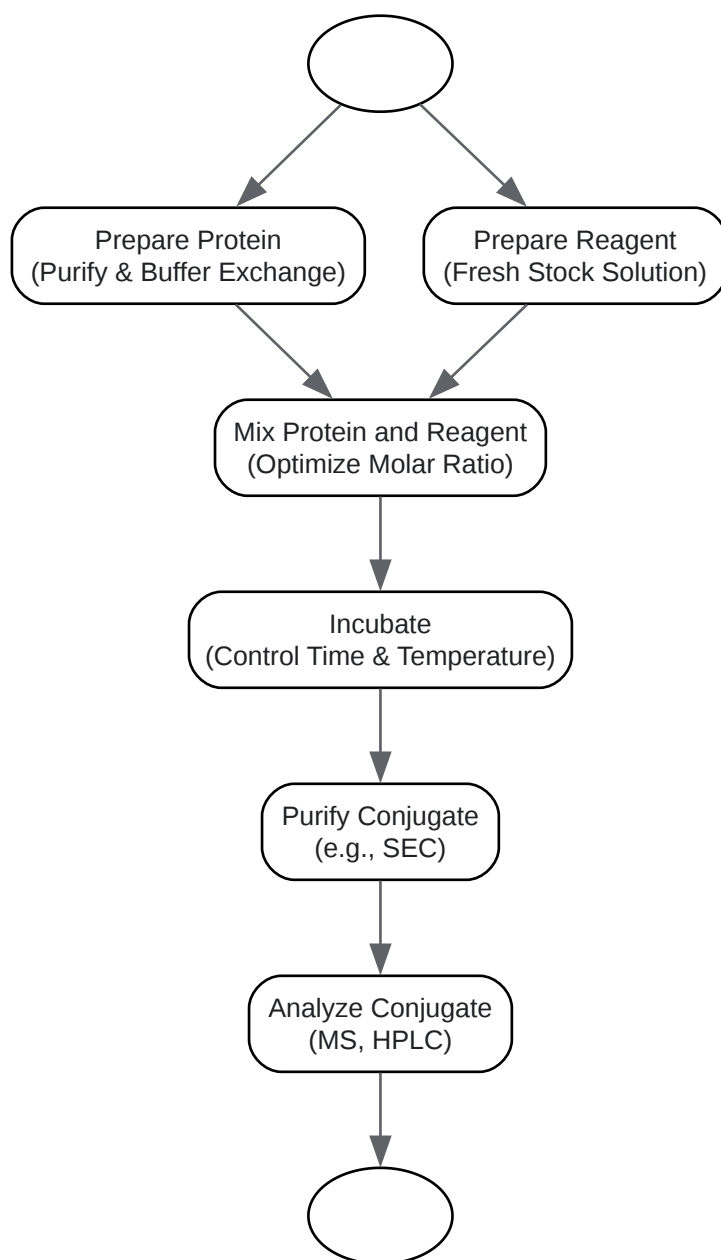 Prepare Protein
(Purify & Buffer Exchange)
Prepare Reagent
(Fresh Stock Solution)
Mix Protein and Reagent
(Optimize Molar Ratio)
Incubate
(Control Time & Temperature)
Purify Conjugate
(e.g., SEC)
Analyze Conjugate
(MS, HPLC)